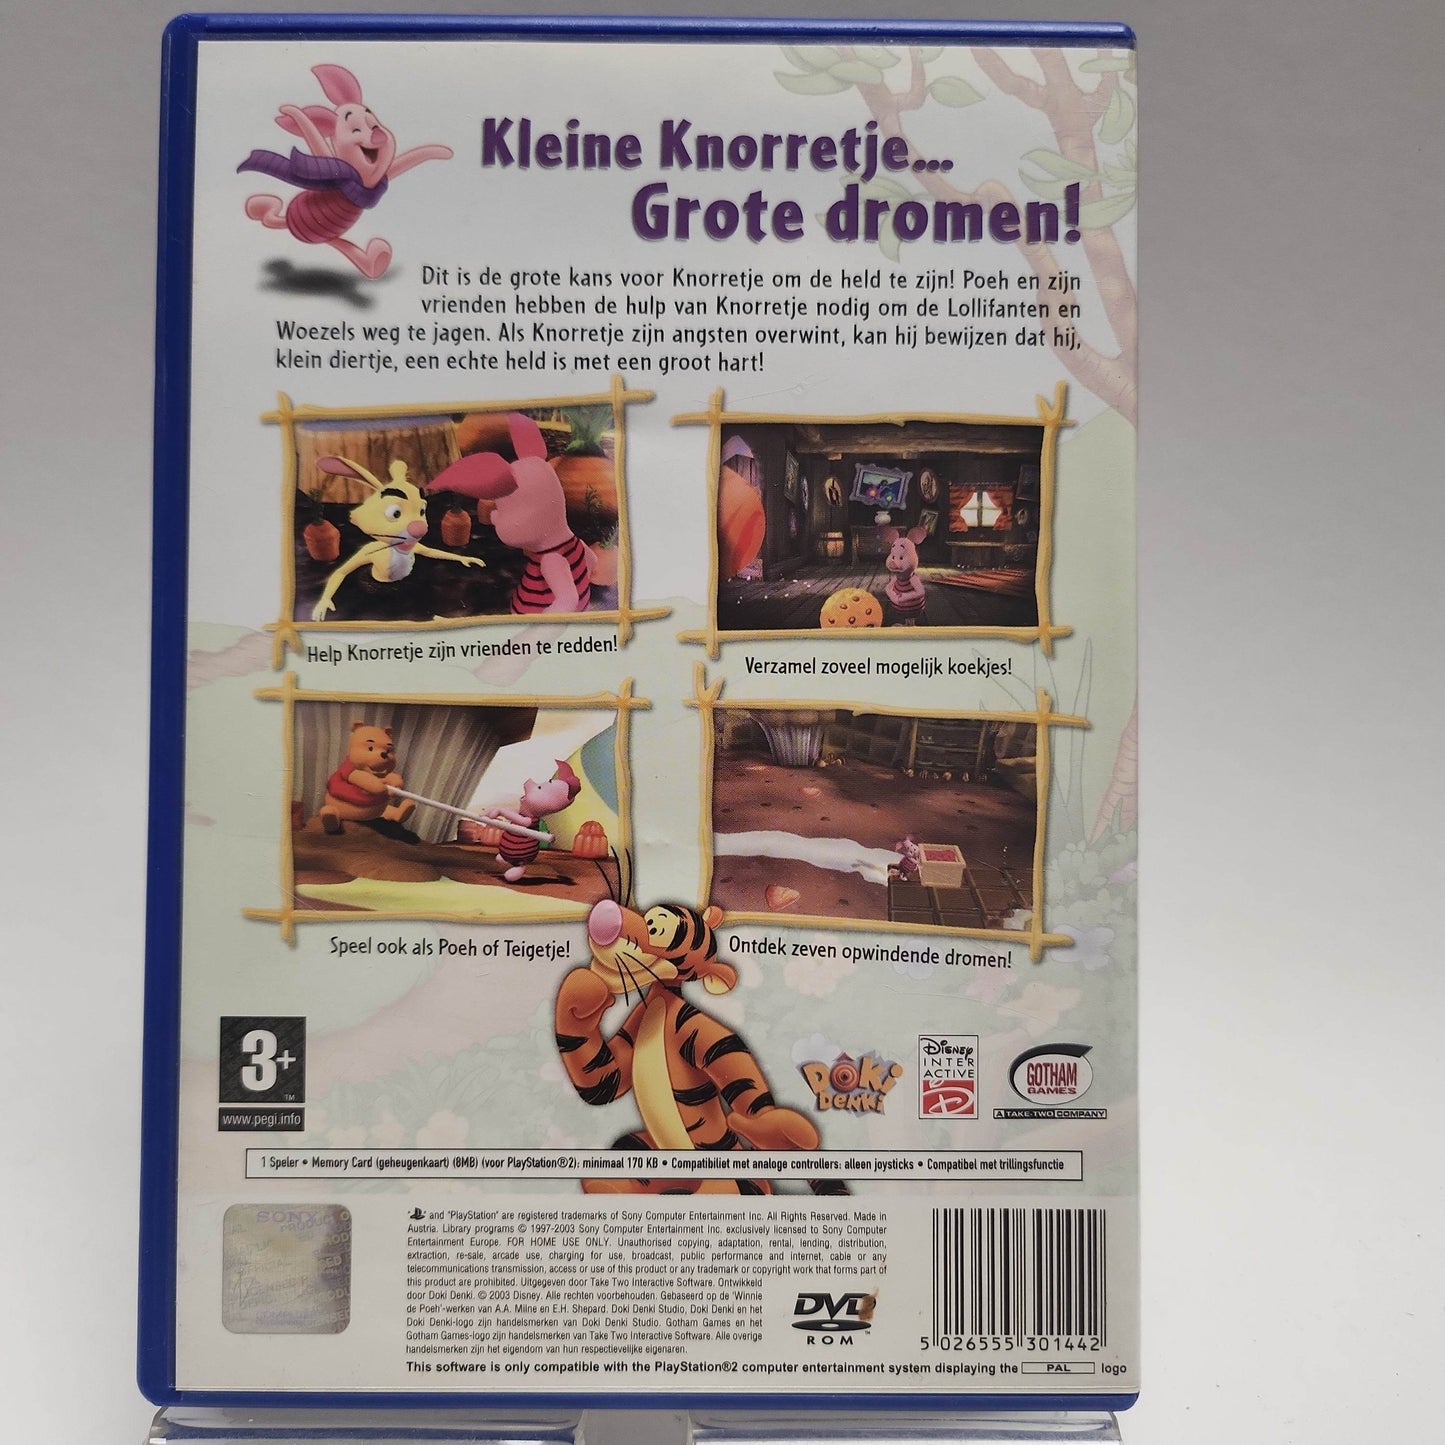 Kleine Knorretje...
Grote dromen!
Dit is de grote kans voor Knorretje om de held te zijn! Poeh en zijn
vrienden hebben de hulp van Knorretje nodig om de Lollifanten en
Woezels weg te jagen. Als Knorretje zijn angsten overwint, kan hij bewijzen dat hij,
klein diertje, een echte held is met een groot hart!
Help Knorretje zijn vrienden te redden!
Verzamel zoveel mogelijk koekjes!
Speel ook als Poeh of Teigetje!
Ontdek zeven opwindende dromen!
3+
TM
www.pegi.info
DOKi
DENKi
DISNEY
INTER
ACTIVE
GOTHAM
GAMES
A TAKE-TWO COMPANY
1 Speler • Memory Card (geheugenkaart) (8MB) (voor PlayStation®2): minimaal 170 KB • Compatibiliet met analoge controllers: alleen joysticks • Compatibel met trillingsfunctie
SONY
" and "PlayStation" are registered trademarks of Sony Computer Entertainment Inc. All Rights Reserved. Made in
Austria. Library programs © 1997-2003 Sony Computer Entertainment Inc. exclusively licensed to Sony Computer
Entertainment Europe. FOR HOME USE ONLY. Unauthorised copying, adaptation, rental, lending, distribution,
extraction, re-sale, arcade use, charging for use, broadcast, public performance and Internet, cable or any
telecommunications transmission, access or use of this product or any trademark or copyright work that forms part of
this product are prohibited. Uitgegeven door Take Two Interactive Software. Ontwikkeld
door Doki Denki. © 2003 Disney. Alle rechten voorbehouden. Gebaseerd op de 'Winnie
de Poeh'-werken van A.A. Milne en E.H. Shepard. Doki Denki Studio, Doki Denki en het
Doki Denki-logo zijn handelsmerken van Doki Denki Studio. Gotham Games en het
Gotham Games-logo zijn handelsmerken van Take Two Interactive Software. Alle overige
handelsmerken zijn het eigendom van hun respectievelijke eigenaren.
DVD
ROM
5 026555 301442
This software is only compatible with the PlayStation®2 computer entertainment system displaying the PAL logo